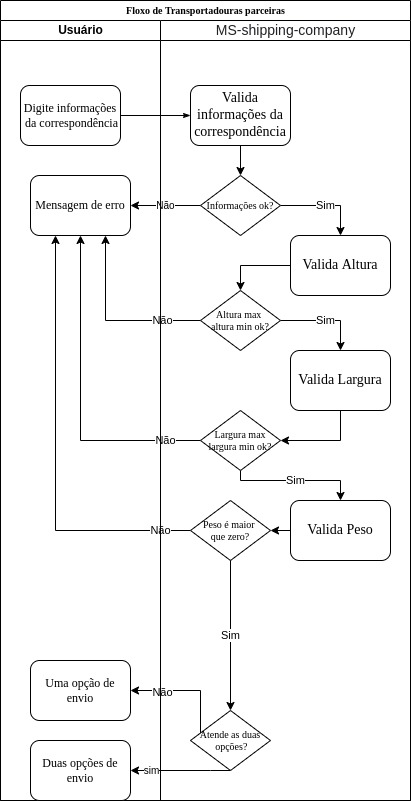 Floxo de Transportadouras parceiras
Usuário
MS-shipping-company
Digite informações
da correspondência
Valida
informações da
correspondência
Mensagem de erro
Não
Informações ok?
Sim
Valida Altura
Altura max
altura min ok?
Não
Sim
Valida Largura
Largura max
largura min ok?
Não
Sim
Valida Peso
Peso é maior
que zero?
Não
Sim
Uma opção de
envio
Não
Atende as duas
opções?
Duas opções de
envio
sim